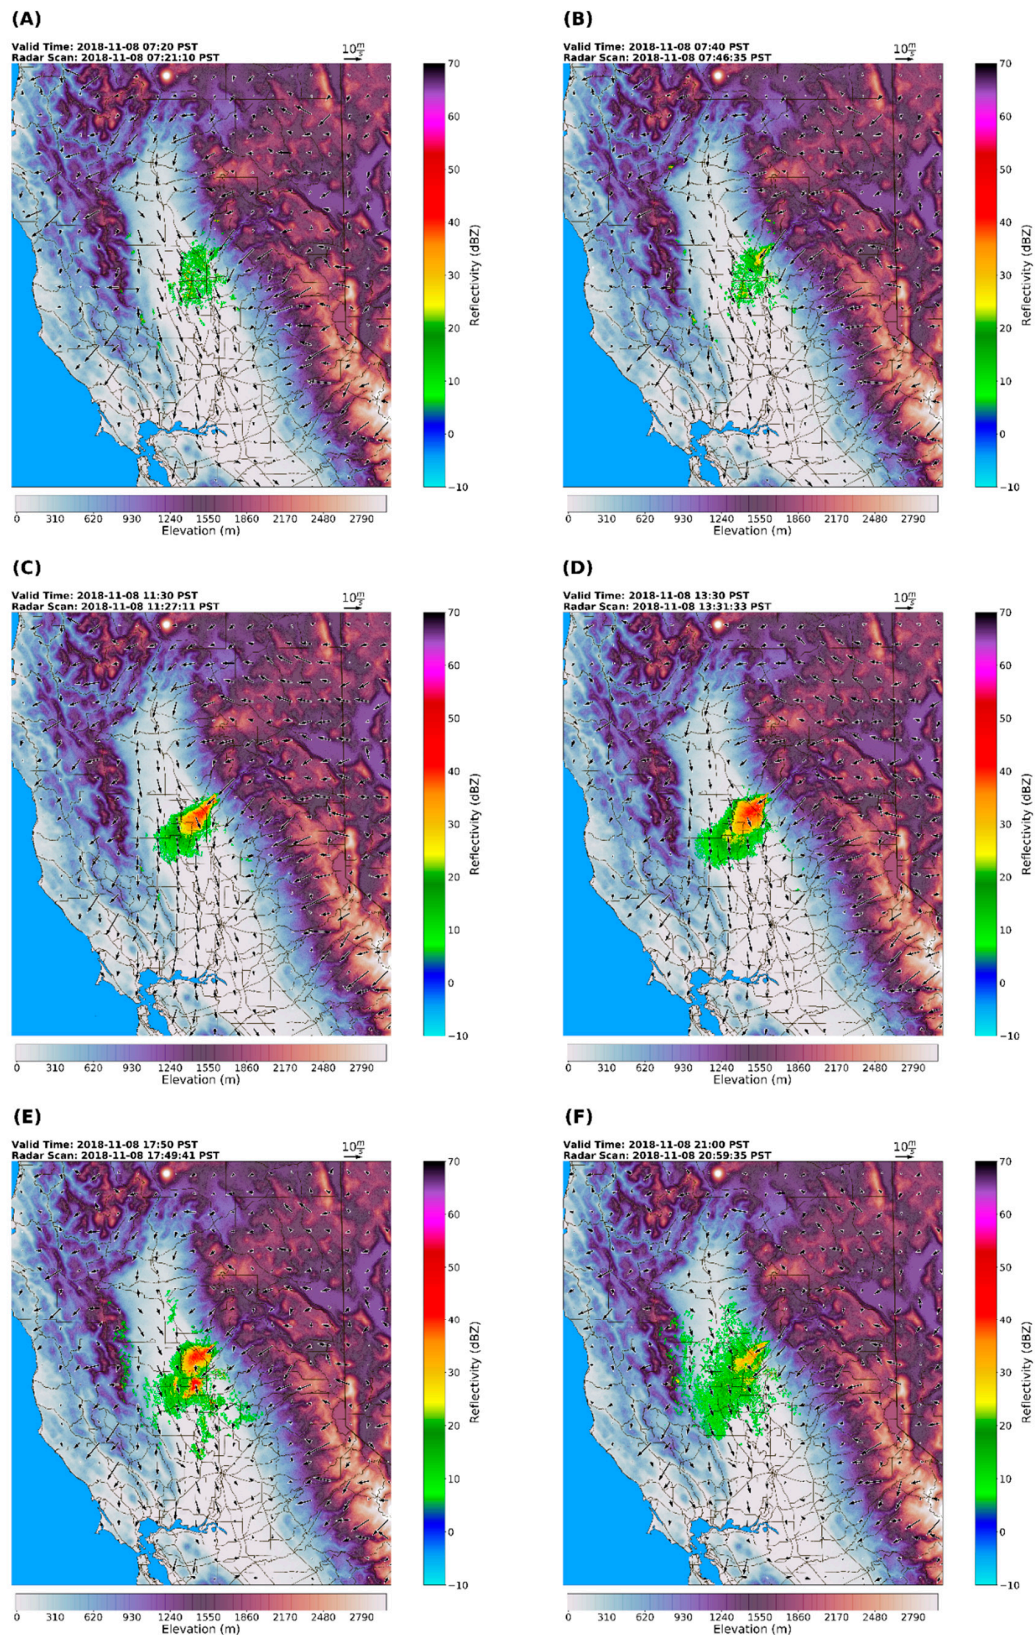 (A)
(B)
Valid Time: 2018-11-08 07:20 PST
Radar Scan: 2018-11-08 07:21:10 PST
10 m/s
Valid Time: 2018-11-08 07:40 PST
Radar Scan: 2018-11-08 07:46:35 PST
10 m/s
70
60
50
40
30
20
10
0
−10
Reflectivity (dBZ)
70
60
50
40
30
20
10
0
−10
Reflectivity (dBZ)
0 310 620 930 1240 1550 1860 2170 2480 2790
Elevation (m)
0 310 620 930 1240 1550 1860 2170 2480 2790
Elevation (m)
(C)
(D)
Valid Time: 2018-11-08 11:30 PST
Radar Scan: 2018-11-08 11:27:11 PST
10 m/s
Valid Time: 2018-11-08 13:30 PST
Radar Scan: 2018-11-08 13:31:33 PST
10 m/s
70
60
50
40
30
20
10
0
−10
Reflectivity (dBZ)
70
60
50
40
30
20
10
0
−10
Reflectivity (dBZ)
0 310 620 930 1240 1550 1860 2170 2480 2790
Elevation (m)
0 310 620 930 1240 1550 1860 2170 2480 2790
Elevation (m)
(E)
(F)
Valid Time: 2018-11-08 17:50 PST
Radar Scan: 2018-11-08 17:49:41 PST
10 m/s
Valid Time: 2018-11-08 21:00 PST
Radar Scan: 2018-11-08 20:59:35 PST
10 m/s
70
60
50
40
30
20
10
0
−10
Reflectivity (dBZ)
70
60
50
40
30
20
10
0
−10
Reflectivity (dBZ)
0 310 620 930 1240 1550 1860 2170 2480 2790
Elevation (m)
0 310 620 930 1240 1550 1860 2170 2480 2790
Elevation (m)